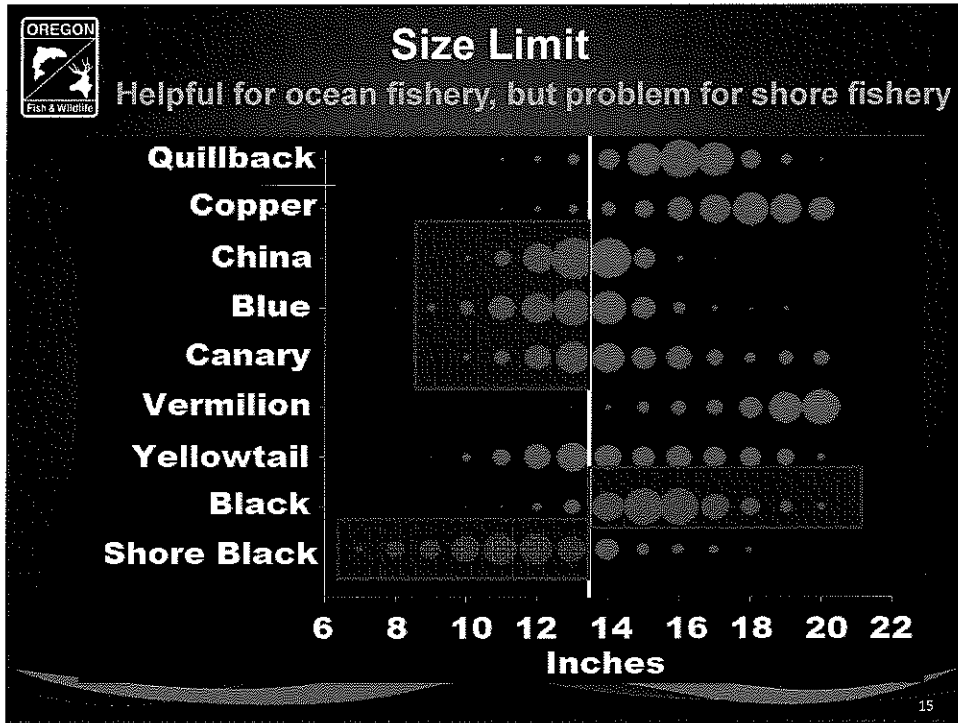 OREGON
Fish & Wildlife
Size Limit
Helpful for ocean fishery, but problem for shore fishery
Quillback
Copper
China
Blue
Canary
Vermilion
Yellowtail
Black
Shore Black
6 8 10 12 14 16 18 20 22
Inches
15